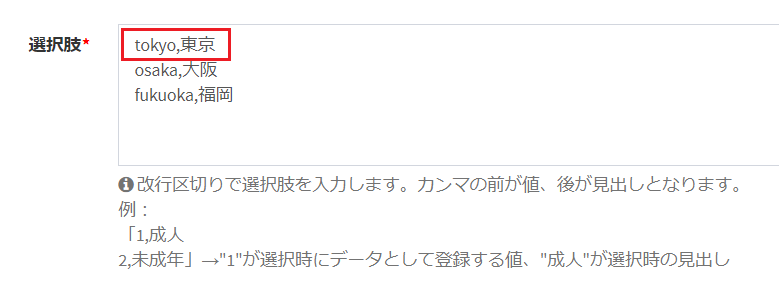 選択肢*
tokyo,東京
osaka,大阪
fukuoka,福岡
改行区切りで選択肢を入力します。カンマの前が値、後が見出しとなります。
例：
「1,成人
2,未成年」→"1"が選択時にデータとして登録する値、"成人"が選択時の見出し